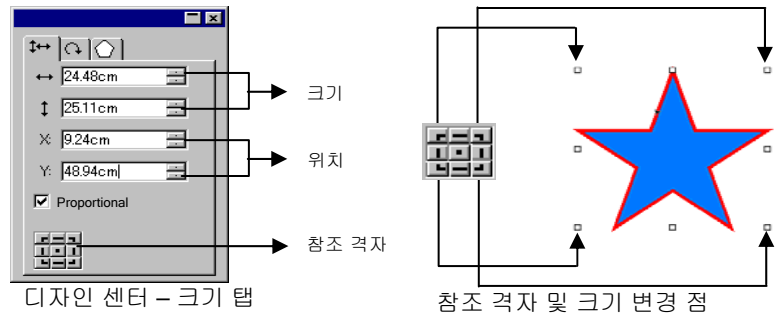 24.48cm
25.11cm
크기
X: 9.24cm
위치
Y: 48.94cm
Proportional
참조 격자
디자인 센터 – 크기 탭
참조 격자 및 크기 변경 점